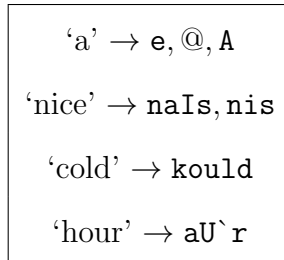 ‘a’ → e, @, A
‘nice’ → naIs, nis
‘cold’ → kould
‘hour’ → aU`r